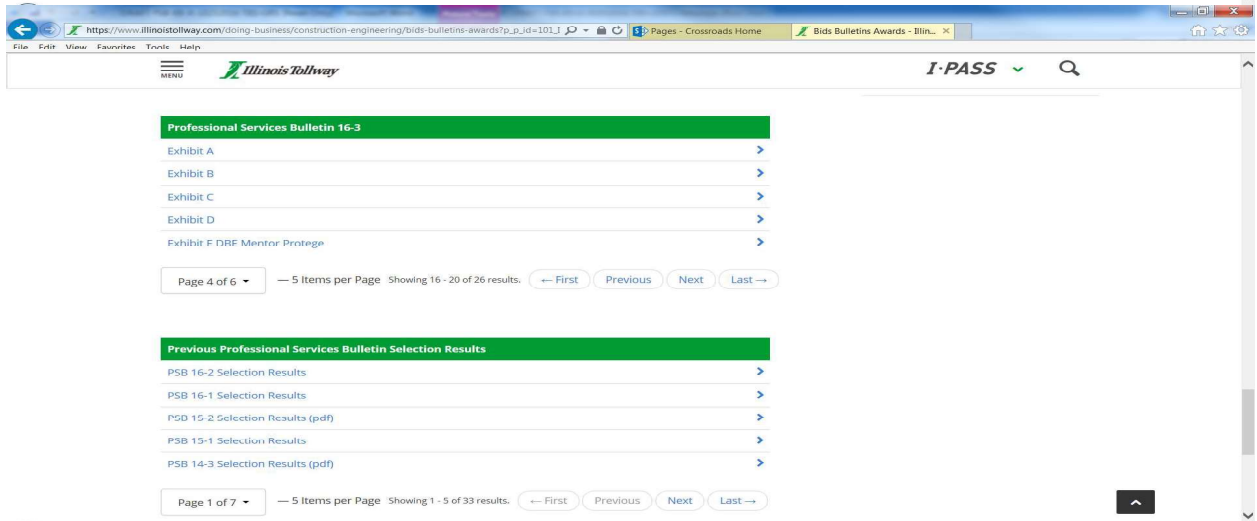 https://www.illinoistollway.com/doing-business/construction-engineering/bids-bulletins-awards?p_p_id=101_I
Pages - Crossroads Home
Bids Bulletins Awards - Illin...
File Edit View Favorites Tools Help
MENU
Illinois Tollway
I-PASS
Professional Services Bulletin 16-3
Exhibit A
Exhibit B
Exhibit C
Exhibit D
Exhibit E DBE Mentor Protege
Page 4 of 6
— 5 Items per Page Showing 16 - 20 of 26 results.
← First Previous Next Last →
Previous Professional Services Bulletin Selection Results
PSB 16-2 Selection Results
PSB 16-1 Selection Results
PSB 15-2 Selection Results (pdf)
PSB 15-1 Selection Results
PSB 14-3 Selection Results (pdf)
Page 1 of 7
— 5 Items per Page Showing 1 - 5 of 33 results.
← First Previous Next Last →